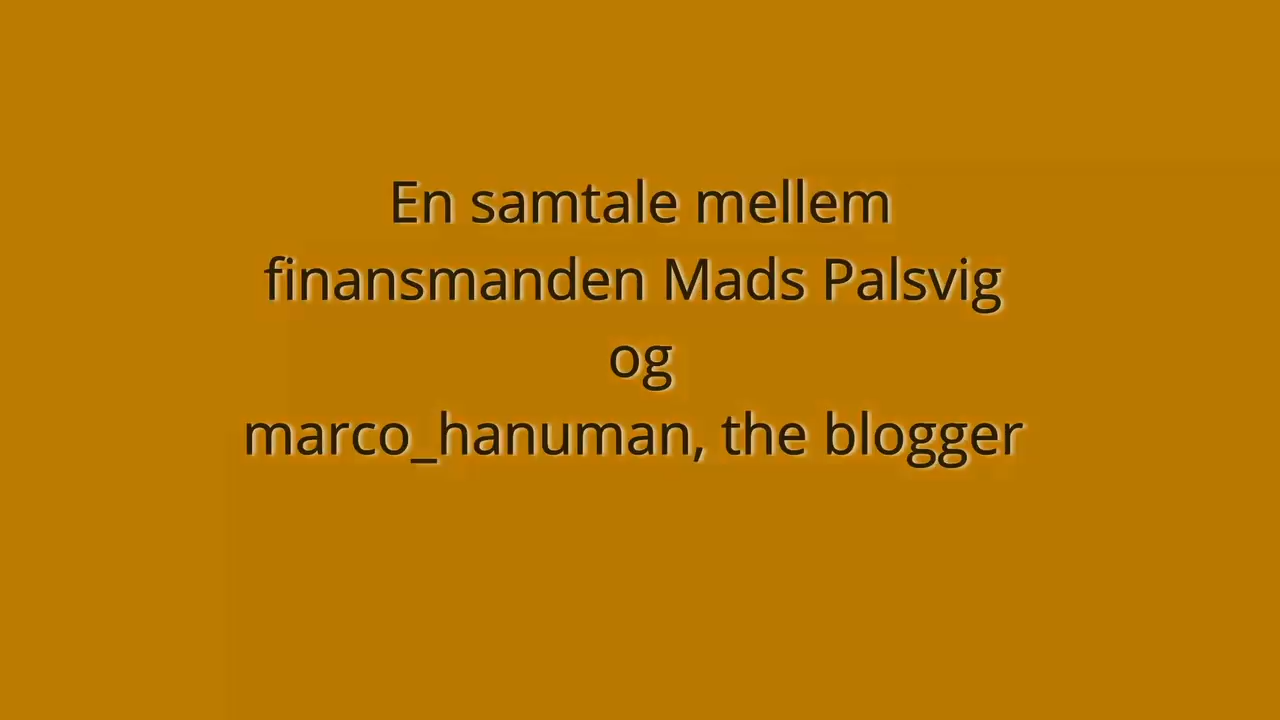 En samtale mellem
finansmanden Mads Palsvig
og
marco_hanuman, the blogger